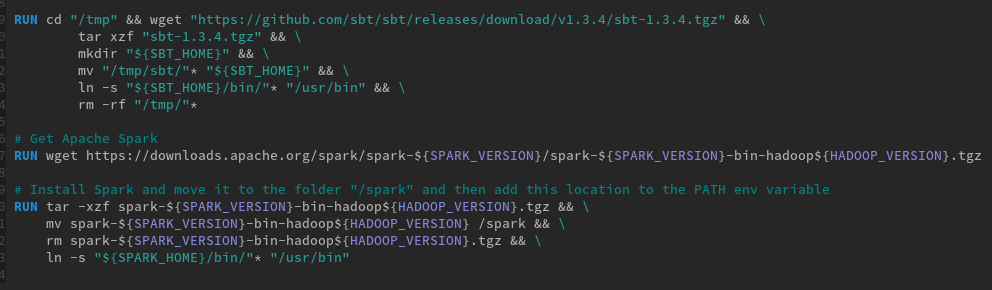 RUN cd "/tmp" && wget "https://github.com/sbt/sbt/releases/download/v1.3.4/sbt-1.3.4.tgz" && \
tar xzf "sbt-1.3.4.tgz" && \
mkdir "${SBT_HOME}" && \
mv "/tmp/sbt/"* "${SBT_HOME}" && \
ln -s "${SBT_HOME}/bin/"* "/usr/bin" && \
rm -rf "/tmp/"*
# Get Apache Spark
RUN wget https://downloads.apache.org/spark/spark-${SPARK_VERSION}/spark-${SPARK_VERSION}-bin-hadoop${HADOOP_VERSION}.tgz
# Install Spark and move it to the folder "/spark" and then add this location to the PATH env variable
RUN tar -xzf spark-${SPARK_VERSION}-bin-hadoop${HADOOP_VERSION}.tgz && \
mv spark-${SPARK_VERSION}-bin-hadoop${HADOOP_VERSION} /spark && \
rm spark-${SPARK_VERSION}-bin-hadoop${HADOOP_VERSION}.tgz && \
ln -s "${SPARK_HOME}/bin/"* "/usr/bin"